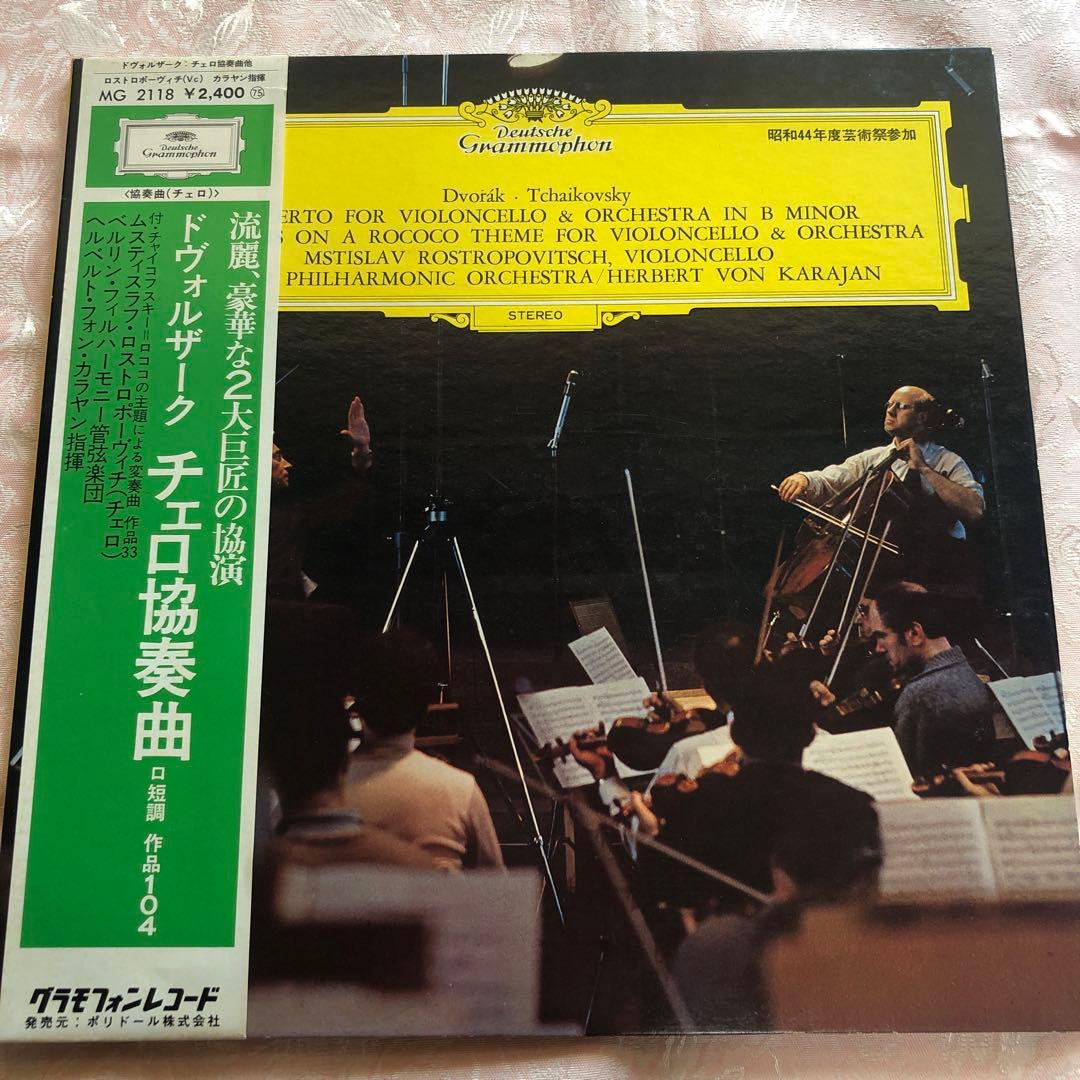 ドヴォルザーク：チェロ協奏曲他
ロストロポーヴィチ(Vc) カラヤン指揮
MG 2118 ¥2,400 ㊄
Deutsche
Grammophon
〈協奏曲(チェロ)〉
流麗、豪華な2大巨匠の協演
ドヴォルザーク チェロ協奏曲 ロ短調 作品104
付・チャイコフスキー＝ロココの主題による変奏曲 作品33
ムスティスラフ・ロストロポーヴィチ(チェロ)
ベルリン・フィルハーモニー管弦楽団
ヘルベルト・フォン・カラヤン指揮
グラモフォンレコード
発売元：ポリドール株式会社
Deutsche
Grammophon
昭和44年度芸術祭参加
Dvořák · Tchaikovsky
ERTO FOR VIOLONCELLO & ORCHESTRA IN B MINOR
S ON A ROCOCO THEME FOR VIOLONCELLO & ORCHESTRA
MSTISLAV ROSTROPOVITSCH, VIOLONCELLO
PHILHARMONIC ORCHESTRA/HERBERT VON KARAJAN
STEREO